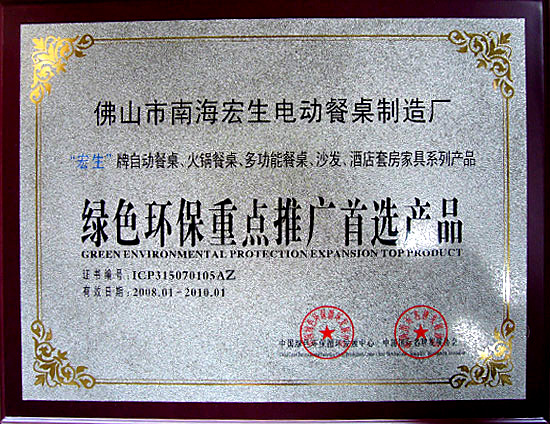 佛山市南海宏生电动餐桌制造厂
“宏生”牌自动餐桌、火锅餐桌、多功能餐桌、沙发、酒店套房家具系列产品
绿色环保重点推广首选产品
GREEN ENVIRONMENTAL PROTECTION EXPANSION TOP PRODUCT
证书编号：ICP315070105AZ
有效日期：2008.01-2010.01